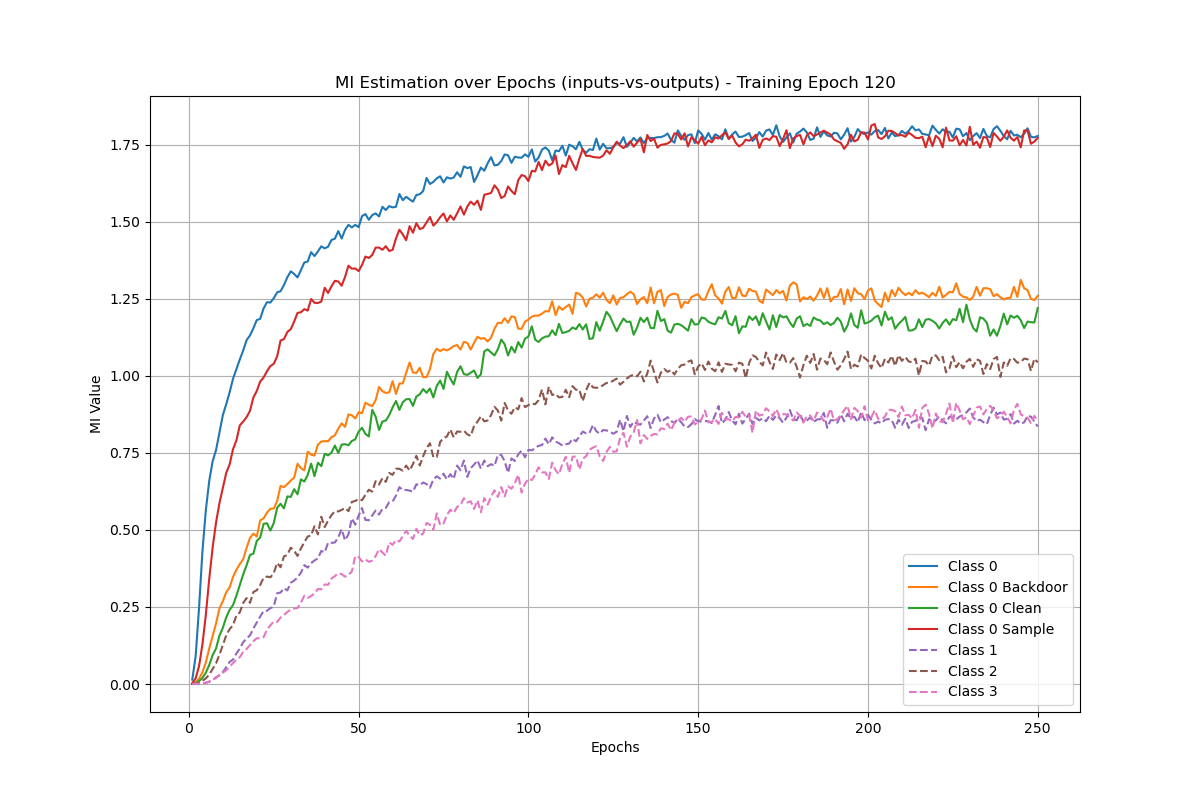 MI Estimation over Epochs (inputs-vs-outputs) - Training Epoch 120
MI Value
1.75
1.50
1.25
1.00
0.75
0.50
0.25
0.00
0
50
100
150
200
250
Epochs
Class 0
Class 0 Backdoor
Class 0 Clean
Class 0 Sample
Class 1
Class 2
Class 3